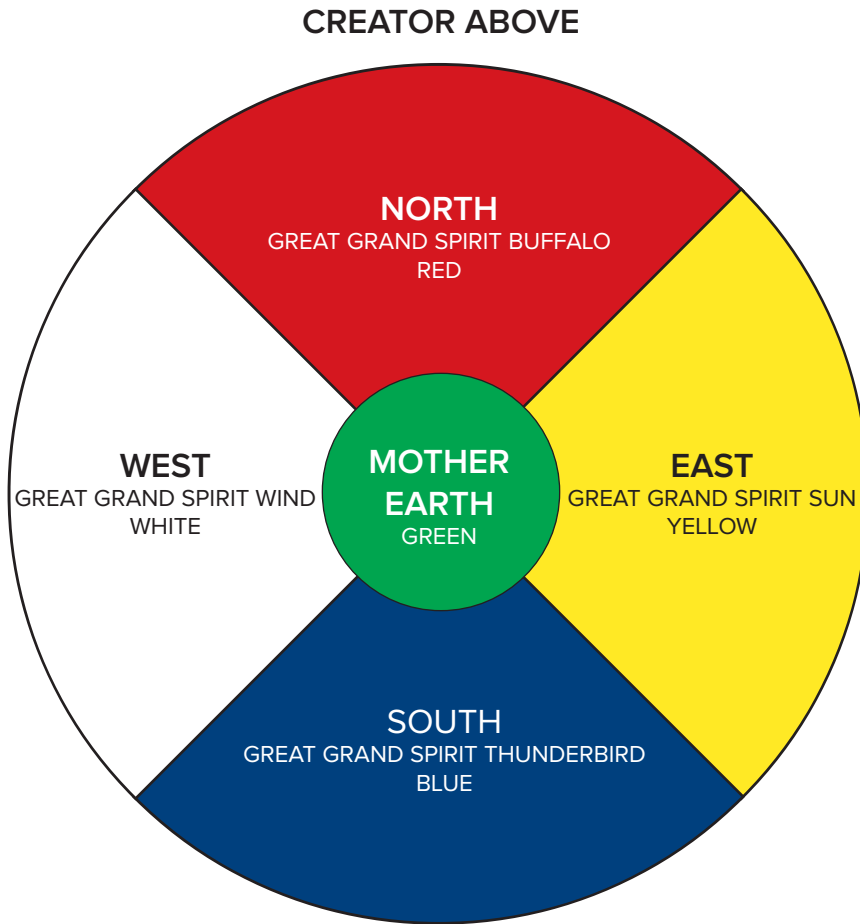 CREATOR ABOVE
NORTH
GREAT GRAND SPIRIT BUFFALO
RED
WEST
GREAT GRAND SPIRIT WIND
WHITE
MOTHER
EARTH
GREEN
EAST
GREAT GRAND SPIRIT SUN
YELLOW
SOUTH
GREAT GRAND SPIRIT THUNDERBIRD
BLUE